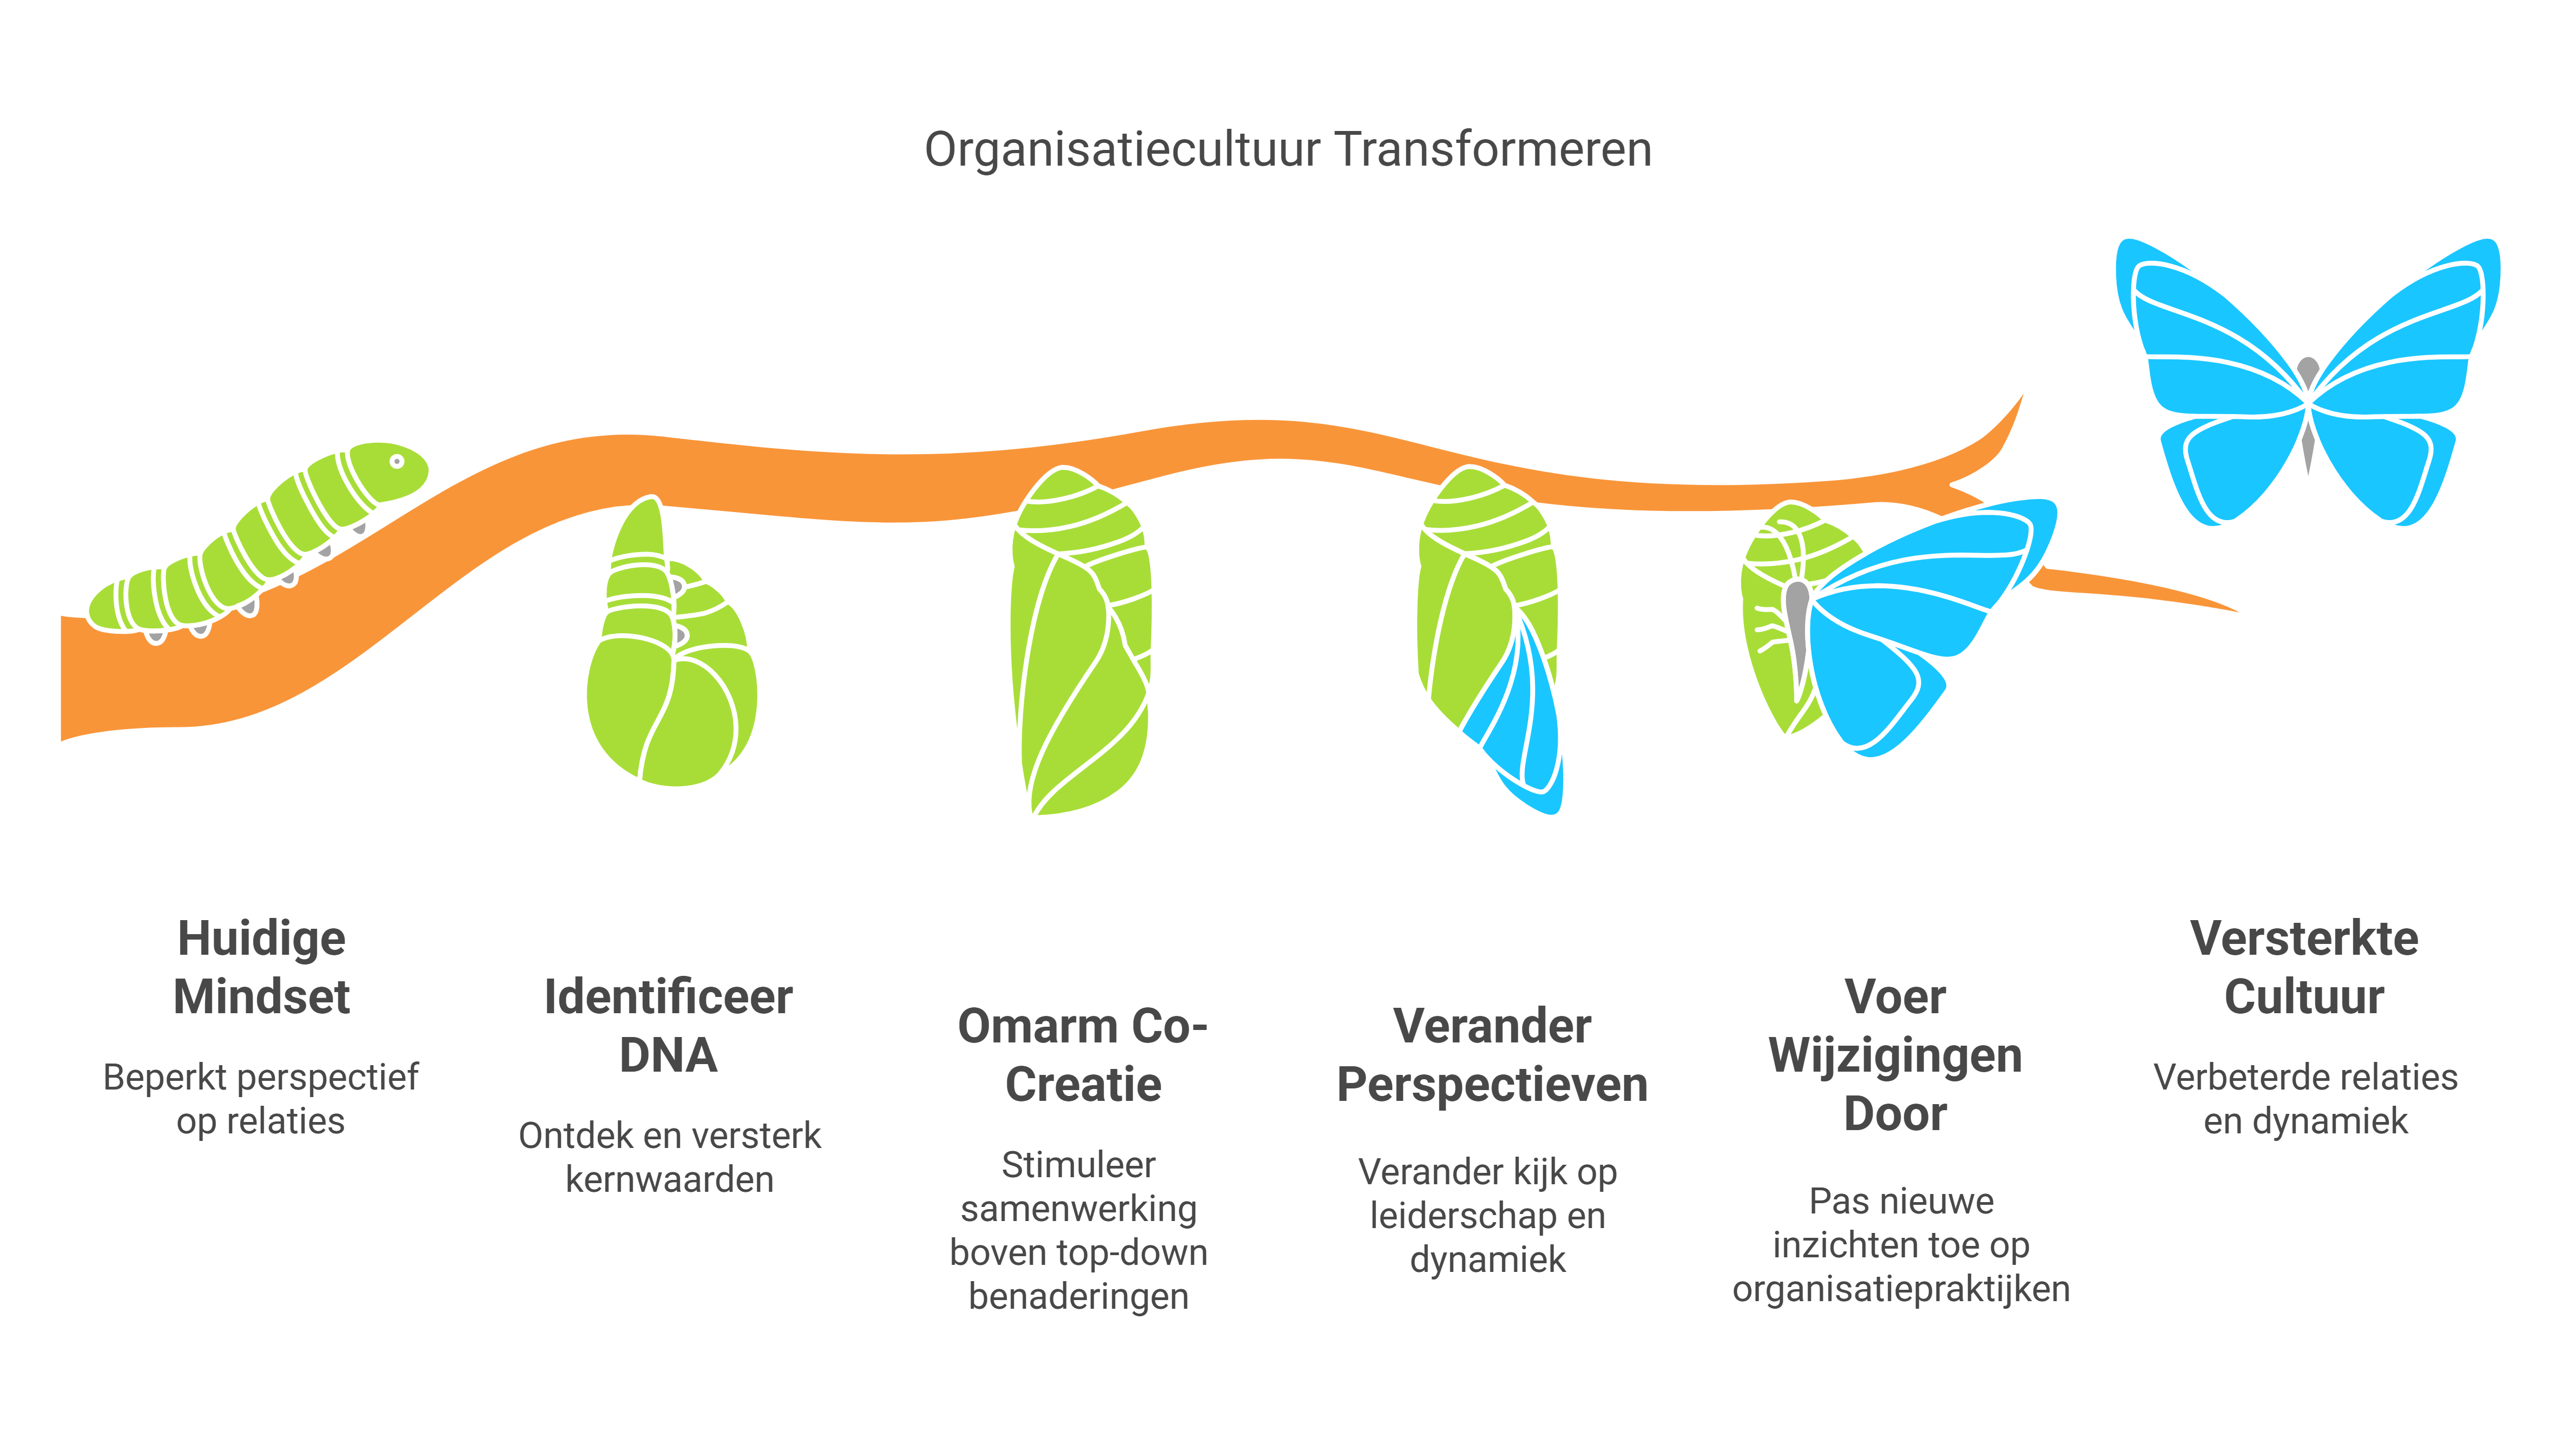 Organisatiecultuur Transformeren
Huidige
Mindset
Beperkt perspectief
op relaties
Identificeer
DNA
Ontdek en versterk
kernwaarden
Omarm Co-
Creatie
Stimuleer
samenwerking
boven top-down
benaderingen
Verander
Perspectieven
Verander kijk op
leiderschap en
dynamiek
Voer
Wijzigingen
Door
Pas nieuwe
inzichten toe op
organisatiepraktijken
Versterkte
Cultuur
Verbeterde relaties
en dynamiek